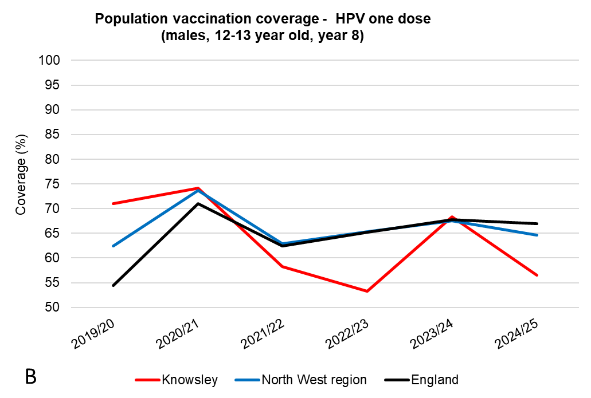 Population vaccination coverage - HPV one dose
(males, 12-13 year old, year 8)
100
95
90
85
80
75
70
65
60
55
50
Coverage (%)
2019/20
2020/21
2021/22
2022/23
2023/24
2024/25
B
Knowsley
North West region
England